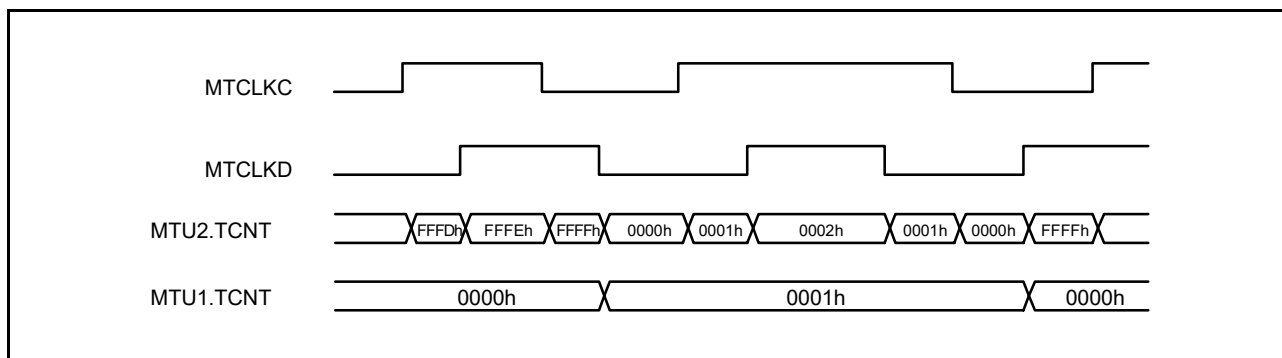 MTCLKC
MTCLKD
MTU2.TCNT FFFDh FFFEh FFFFh 0000h 0001h 0002h 0001h 0000h FFFFh
MTU1.TCNT 0000h 0001h 0000h